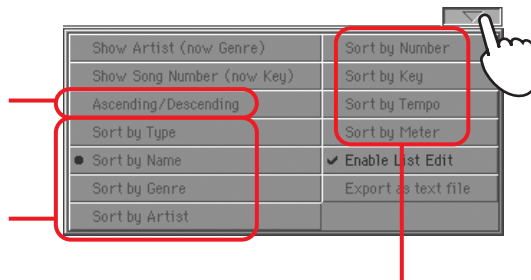 Show Artist (now Genre)
Show Song Number (now Key)
Ascending/Descending
Sort by Type
Sort by Name
Sort by Genre
Sort by Artist
Sort by Number
Sort by Key
Sort by Tempo
Sort by Meter
Enable List Edit
Export as text file